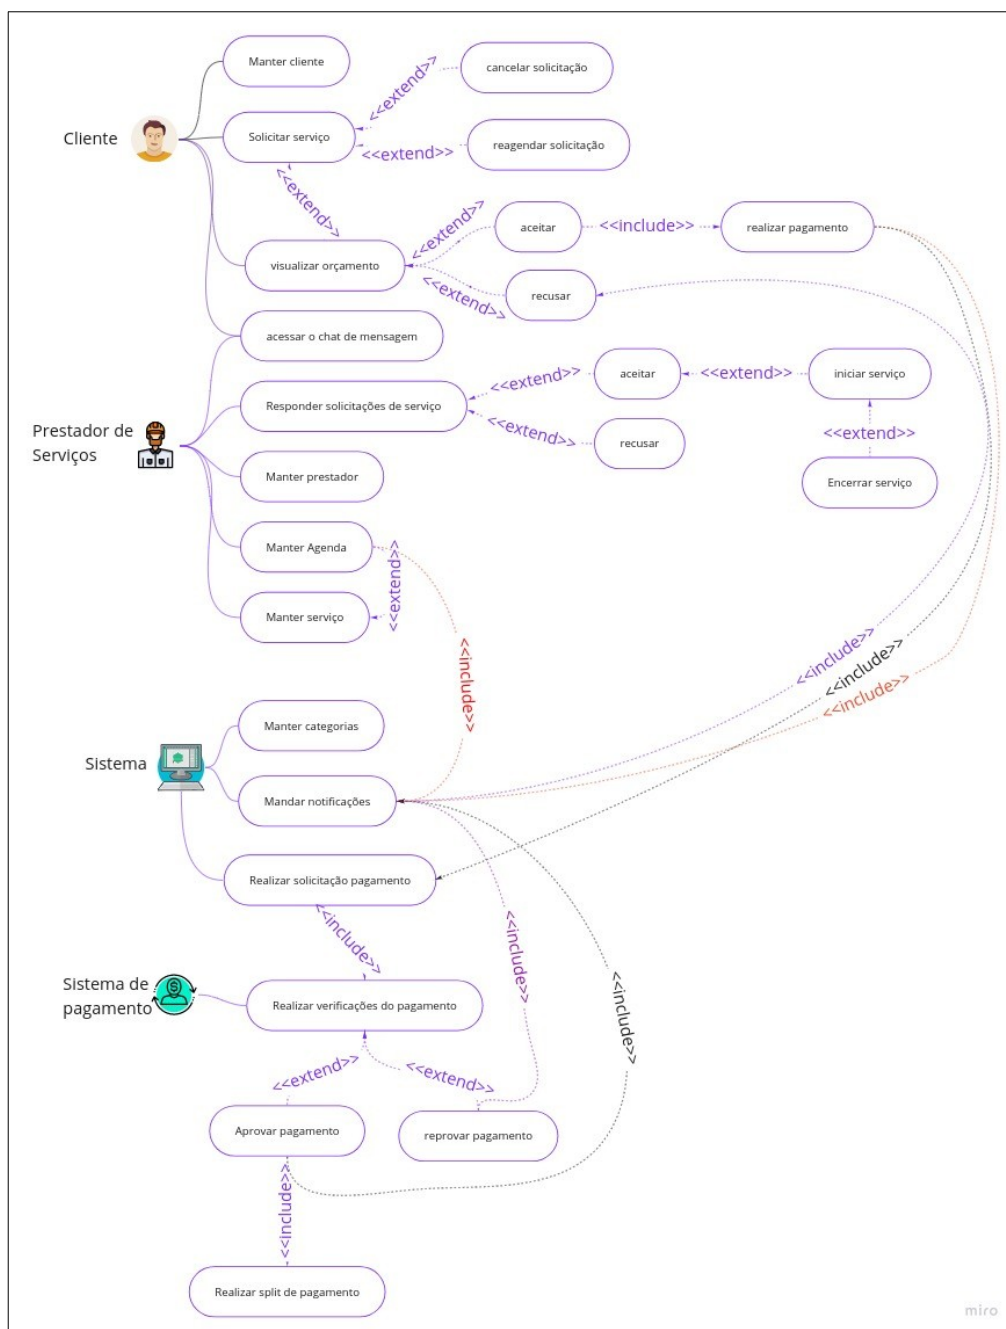 Manter cliente
<<extend>>
cancelar solicitação
Cliente
Solicitar serviço
<<extend>>
reagendar solicitação
<<extend>>
<<extend>>
aceitar
<<include>>
realizar pagamento
visualizar orçamento
<<extend>>
recusar
acessar o chat de mensagem
<<extend>>
aceitar
<<extend>>
iniciar serviço
Prestador de
Serviços
Responder solicitações de serviço
<<extend>>
recusar
<<extend>>
Manter prestador
Encerrar serviço
Manter Agenda
<<extend>>
Manter serviço
<<include>>
<<include>>
<<include>>
<<include>>
Manter categorias
Sistema
Mandar notificações
Realizar solicitação pagamento
<<include>>
<<include>>
<<include>>
Sistema de
pagamento
Realizar verificações do pagamento
<<extend>>
<<extend>>
Aprovar pagamento
reprovar pagamento
<<include>>
Realizar split de pagamento
miro